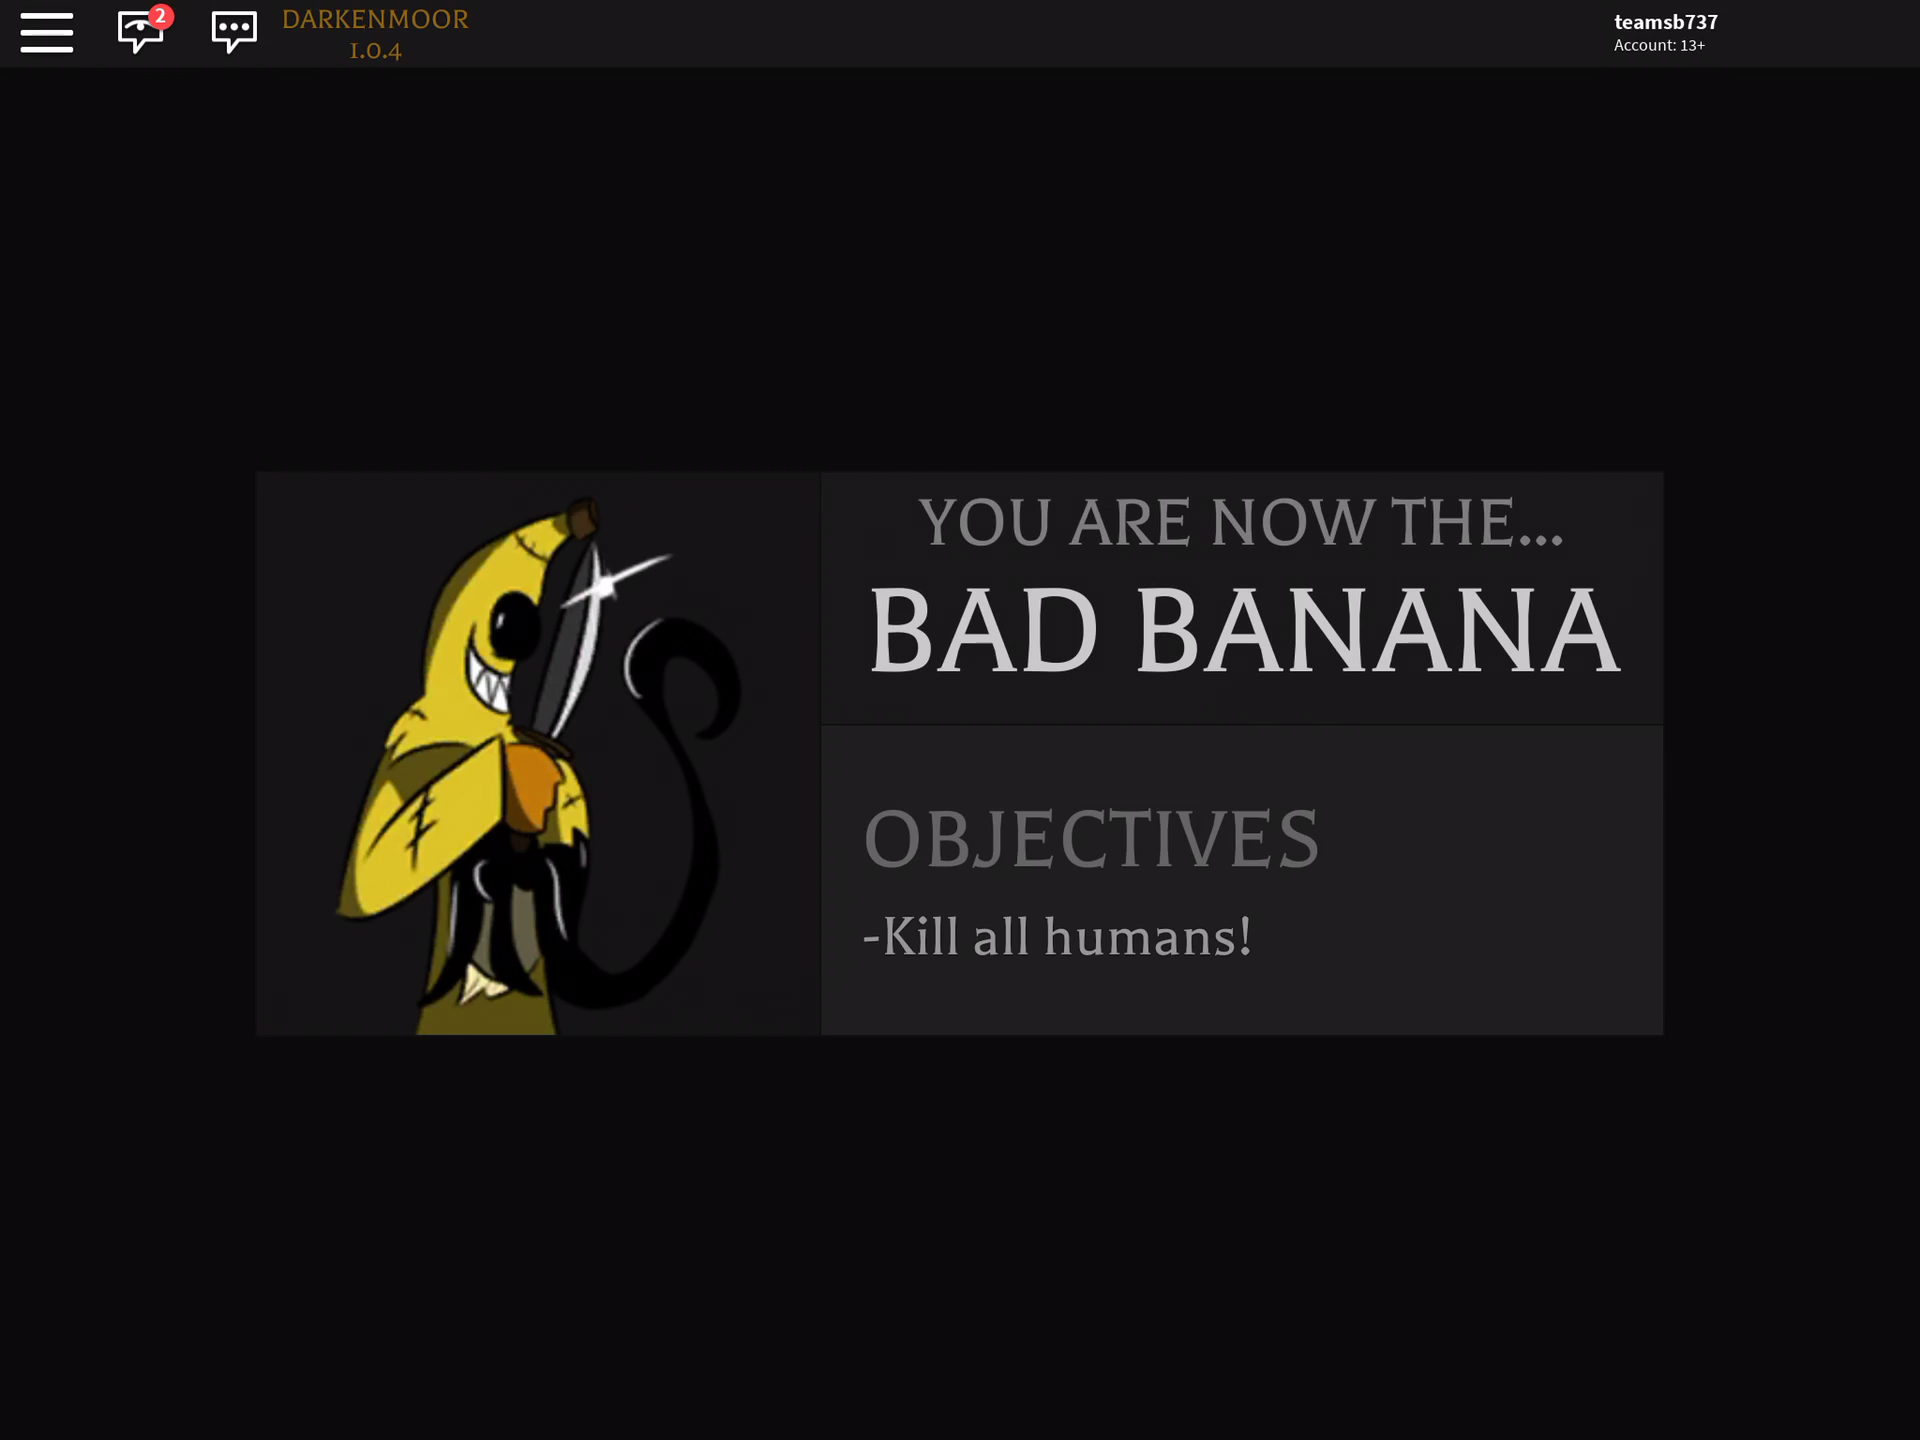 2
DARKENMOOR
1.0.4
teamsb737
Account: 13+
YOU ARE NOW THE...
BAD BANANA
OBJECTIVES
-Kill all humans!